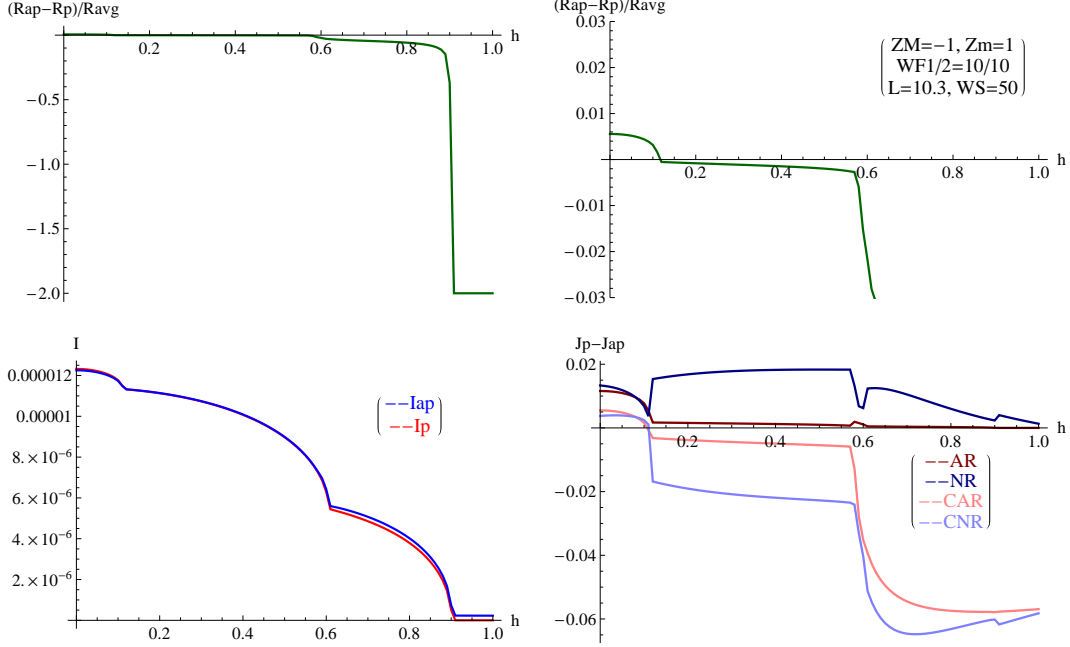 (Rap−Rp)/Ravg
h
0.2 0.4 0.6 0.8 1.0
−0.5
−1.0
−1.5
−2.0
(Rap−Rp)/Ravg
0.03
0.02
0.01
h
0.2 0.4 0.6 0.8 1.0
−0.01
−0.02
−0.03
ZM=−1, Zm=1
WF1/2=10/10
L=10.3, WS=50
I
0.000012
0.00001
8. × 10⁻⁶
6. × 10⁻⁶
4. × 10⁻⁶
2. × 10⁻⁶
h
0.2 0.4 0.6 0.8 1.0
−−Iap
−−Ip
Jp−Jap
0.02
h
0.2 0.4 0.6 0.8 1.0
−0.02
−0.04
−0.06
−−AR
−−NR
−−CAR
−−CNR